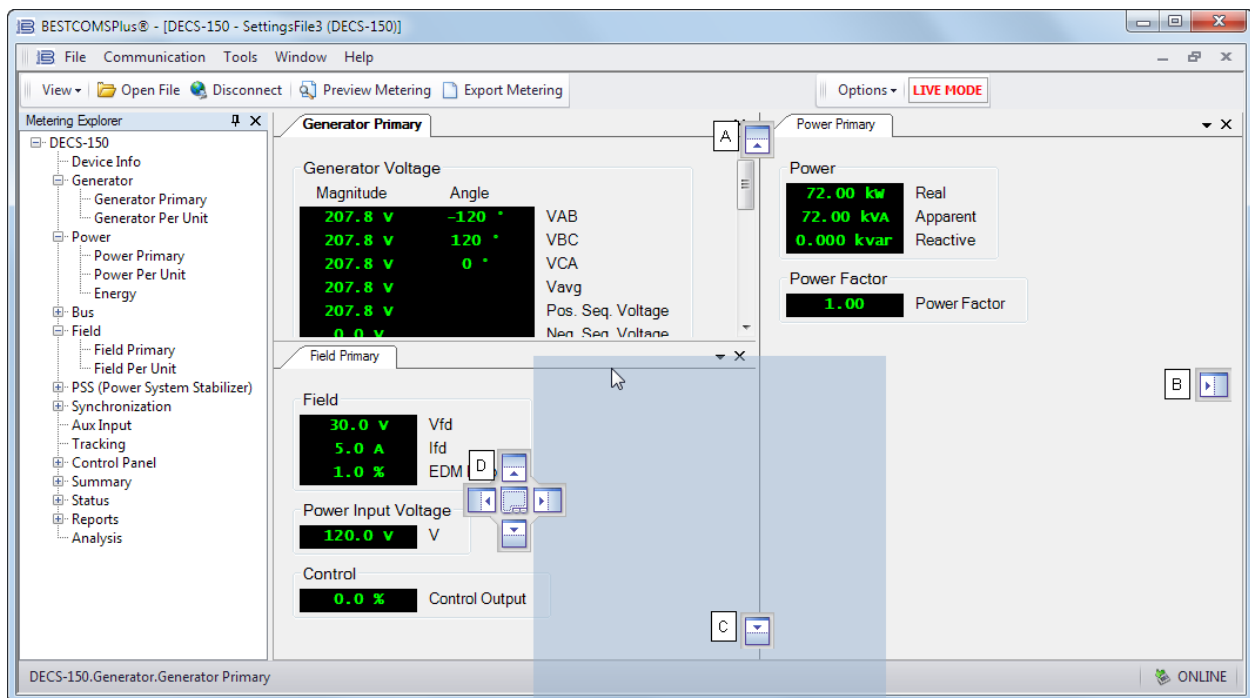 BESTCOMSPlus® - [DECS-150 - SettingsFile3 (DECS-150)]
File Communication Tools Window Help
View Open File Disconnect Preview Metering Export Metering Options LIVE MODE
Metering Explorer
DECS-150
Device Info
Generator
Generator Primary
Generator Per Unit
Power
Power Primary
Power Per Unit
Energy
Bus
Field
Field Primary
Field Per Unit
PSS (Power System Stabilizer)
Synchronization
Aux Input
Tracking
Control Panel
Summary
Status
Reports
Analysis
Generator Primary
A
Generator Voltage
Magnitude Angle
207.8 V -120 ° VAB
207.8 V 120 ° VBC
207.8 V 0 ° VCA
207.8 V Vavg
207.8 V Pos. Seq. Voltage
0.0 V Neg. Seq. Voltage
Field Primary
Field
30.0 V Vfd
5.0 A Ifd
1.0 % EDM
D
Power Input Voltage
120.0 V V
Control
0.0 % Control Output
C
Power Primary
Power
72.00 kW Real
72.00 kVA Apparent
0.000 kvar Reactive
Power Factor
1.00 Power Factor
B
DECS-150.Generator.Generator Primary ONLINE